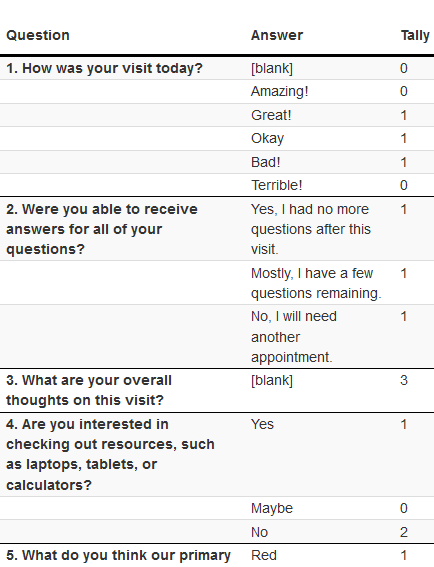 Question Answer Tally
1. How was your visit today? [blank] 0
Amazing! 0
Great! 1
Okay 1
Bad! 1
Terrible! 0
2. Were you able to receive Yes, I had no more 1
answers for all of your questions after this
questions? visit.
Mostly, I have a few 1
questions remaining.
No, I will need 1
another
appointment.
3. What are your overall [blank] 3
thoughts on this visit?
4. Are you interested in Yes 1
checking out resources, such
as laptops, tablets, or
calculators?
Maybe 0
No 2
5. What do you think our primary Red 1